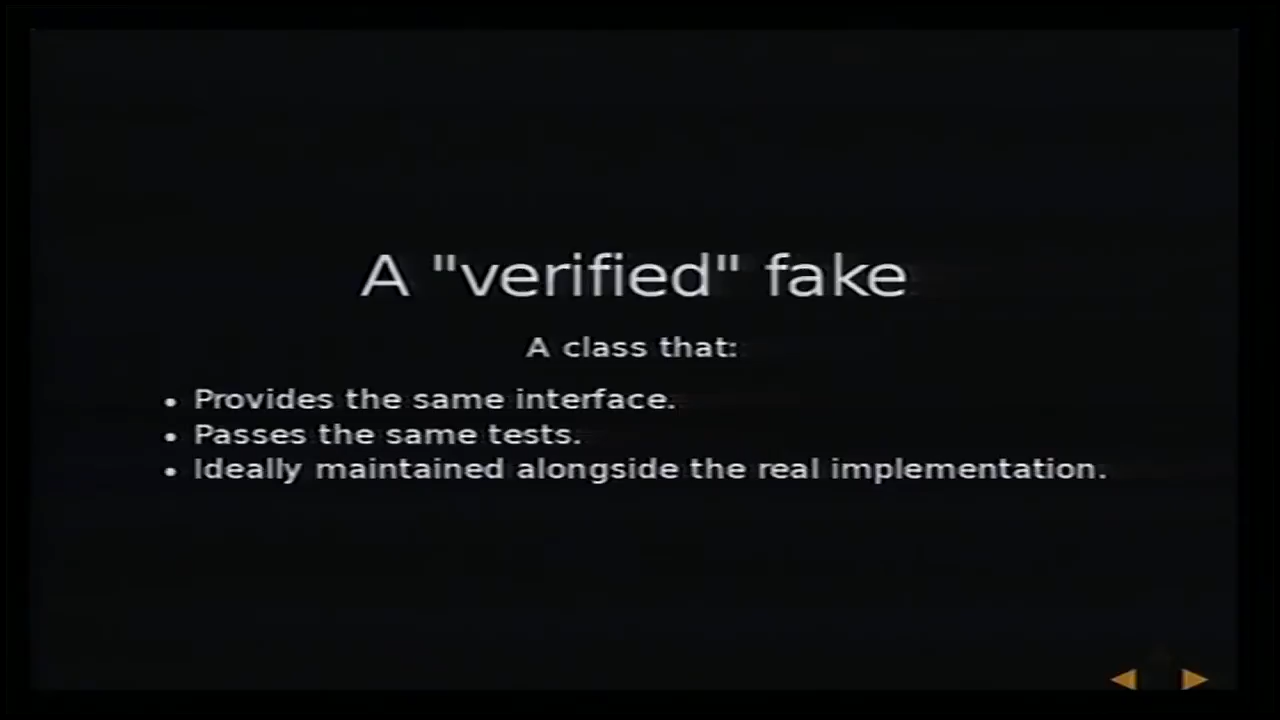 A "verified" fake
A class that:
• Provides the same interface.
• Passes the same tests.
• Ideally maintained alongside the real implementation.